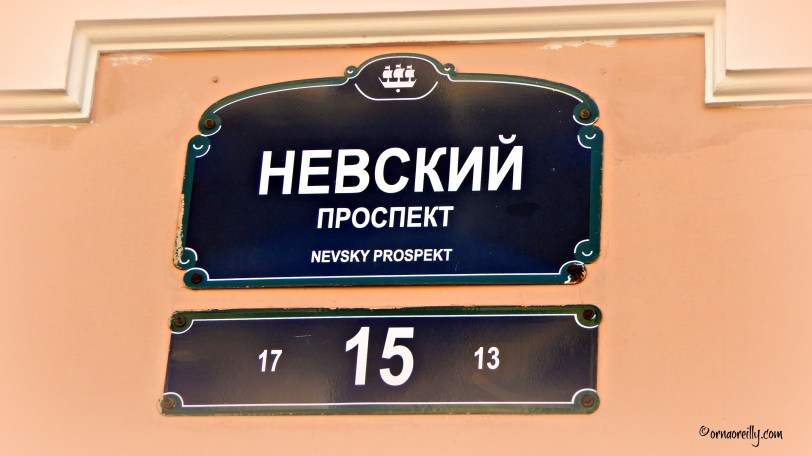 НЕВСКИЙ
ПРОСПЕКТ
NEVSKY PROSPEKT
17 15 13
©ornaoreilly.com